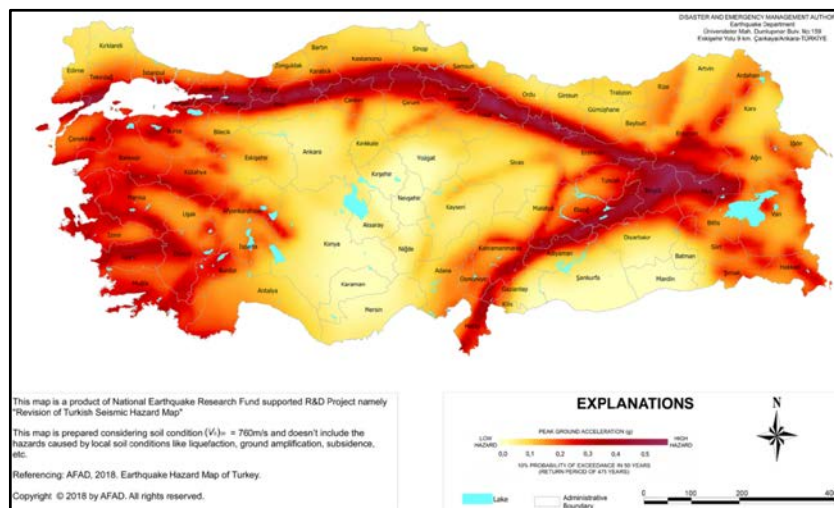 DISASTER AND EMERGENCY MANAGEMENT AUTHOR
Earthquake Department
Üniversiteler Mah. Dumlupınar Bulv. No:159
Eskişehir Yolu 9 km. Çankaya/Ankara-TÜRKİYE
Kırklareli
Edirne
Tekirdağ
İstanbul
Zonguldak
Bartın
Karabük
Kastamonu
Sinop
Samsun
Ordu
Giresun
Trabzon
Rize
Artvin
Ardahan
Kars
Gümüşhane
Bayburt
Iğdır
Ağrı
Çanakkale
Bursa
Bilecik
Eskişehir
Ankara
Çankırı
Çorum
Kırıkkale
Yozgat
Sivas
Kırşehir
Nevşehir
Kayseri
Aksaray
Niğde
Konya
Karaman
Mersin
Antalya
Adana
Osmaniye
Kahramanmaraş
Malatya
Adıyaman
Gaziantep
Kilis
Şanlıurfa
Diyarbakır
Mardin
Batman
Siirt
Şırnak
Hakkari
Bitlis
Van
Tunceli
Elazığ
Kütahya
Afyonkarahisar
Uşak
Isparta
Burdur
Muğla
This map is a product of National Earthquake Research Fund supported R&D Project namely
"Revision of Turkish Seismic Hazard Map"
This map is prepared considering soil condition (Vs)30 = 760m/s and doesn't include the
hazards caused by local soil conditions like liquefaction, ground amplification, subsidence,
etc.
Referencing: AFAD, 2018. Earthquake Hazard Map of Turkey.
Copyright © 2018 by AFAD. All rights reserved.
EXPLANATIONS
PEAK GROUND ACCELERATION (g)
LOW HAZARD
HIGH HAZARD
0.0 0.1 0.2 0.3 0.4 0.5
10% PROBABILITY OF EXCEEDANCE IN 50 YEARS
(RETURN PERIOD OF 475 YEARS)
Lake
Administrative Boundary
N
0 100 200 400